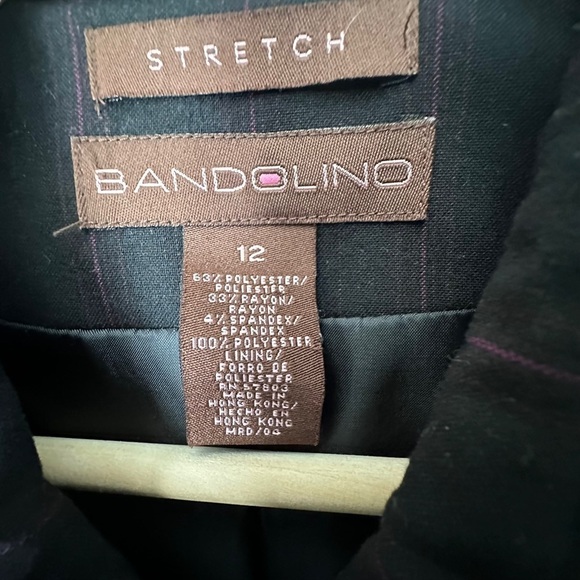 STRETCH
BANDOLINO
12
63% POLYESTER/
POLIESTER
33% RAYON/
RAYON
4% SPANDEX/
SPANDEX
100% POLYESTER
LINING/
FORRO DE
POLIESTER
RN 57803
MADE IN
HONG KONG/
HECHO EN
HONG KONG
MRD/04